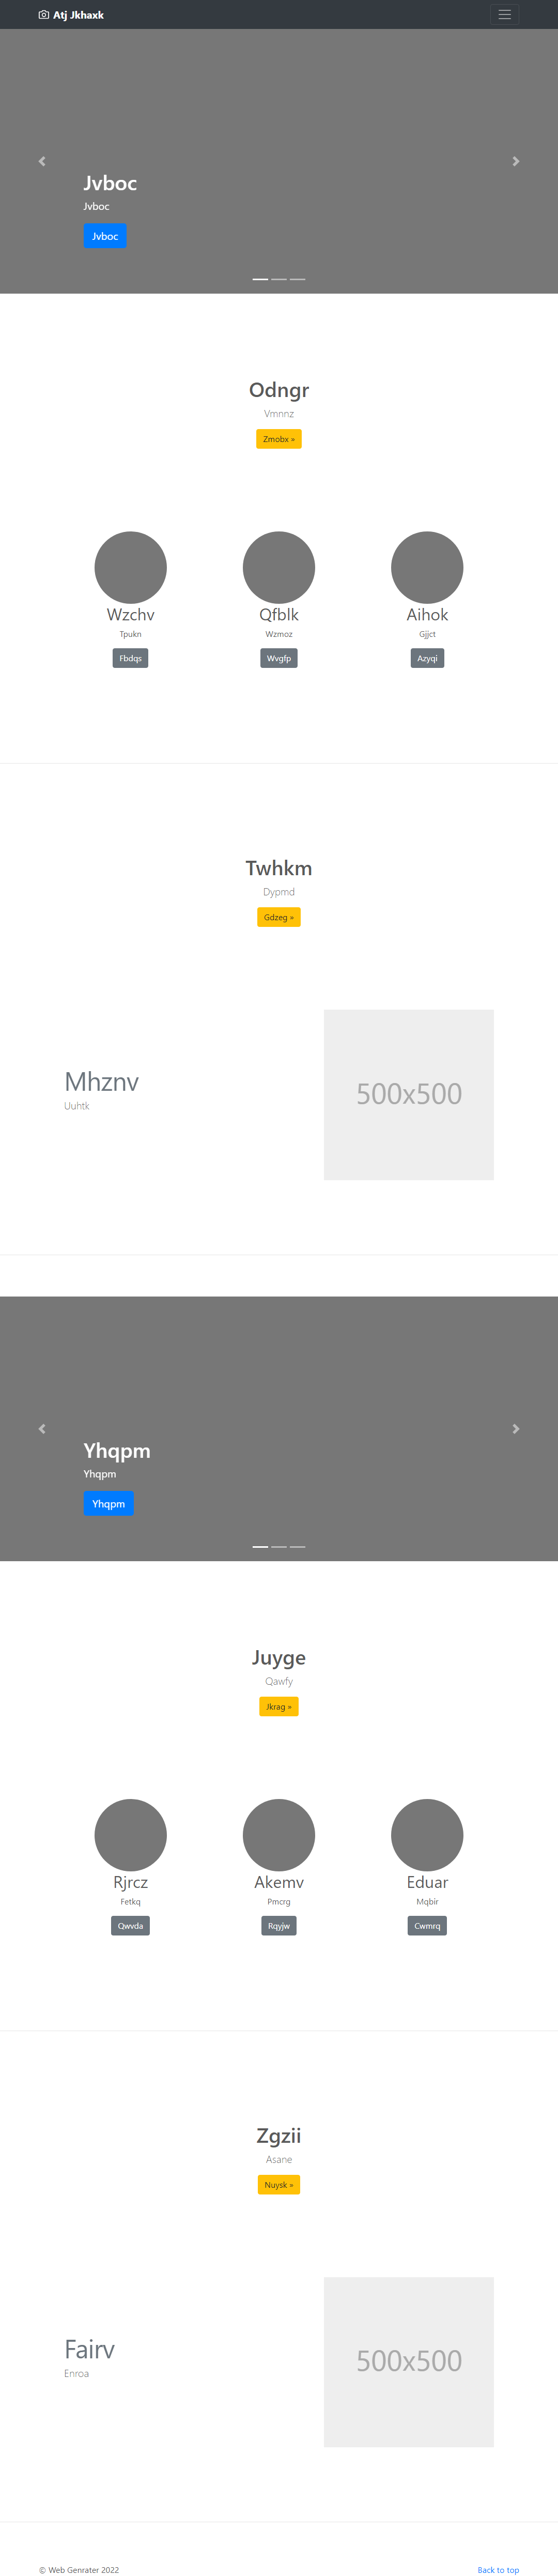 Atj Jkhaxk
Jvboc
Jvboc
Jvboc
Odngr
Vmnnz
Zmobx »
Wzchv
Tpukn
Fbdqs
Qfblk
Wzmoz
Wvgfp
Aihok
Gjjct
Azyqi
Twhkm
Dypmd
Gdzeg »
Mhznv
Uuhtk
500x500
Yhqpm
Yhqpm
Yhqpm
Juyge
Qawfy
Jkrag »
Rjrcz
Fetkq
Qwvda
Akemv
Pmcrg
Rqyjw
Eduar
Mqbir
Cwmrq
Zgzii
Asane
Nuysk »
Fairv
Enroa
500x500
© Web Genrater 2022
Back to top